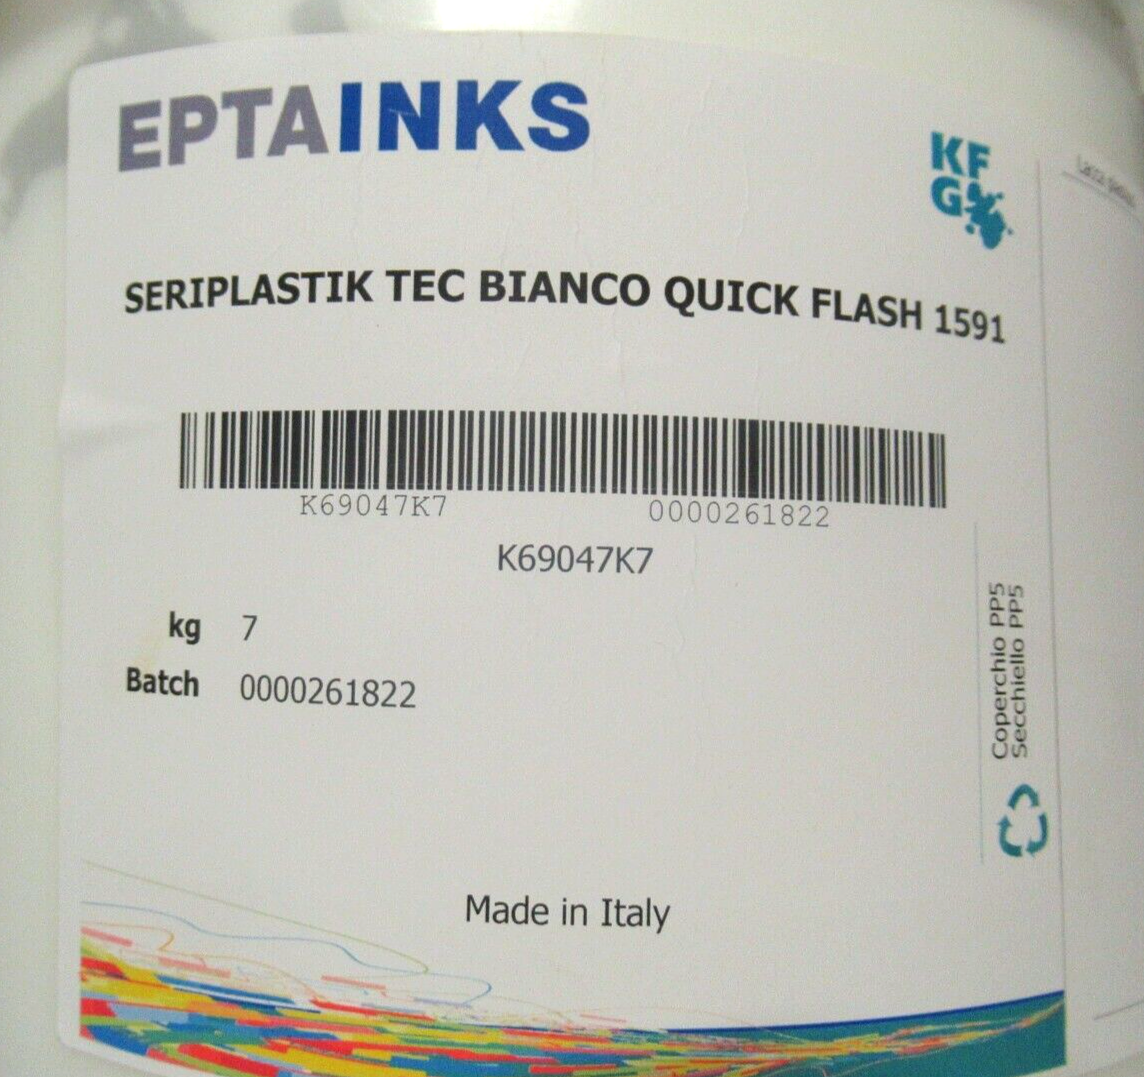 EPTAINKS
KF
G
SERIPLASTIK TEC BIANCO QUICK FLASH 1591
K69047K7 0000261822
K69047K7
kg 7
Batch 0000261822
Coperchio PP5
Secchiello PP5
Made in Italy